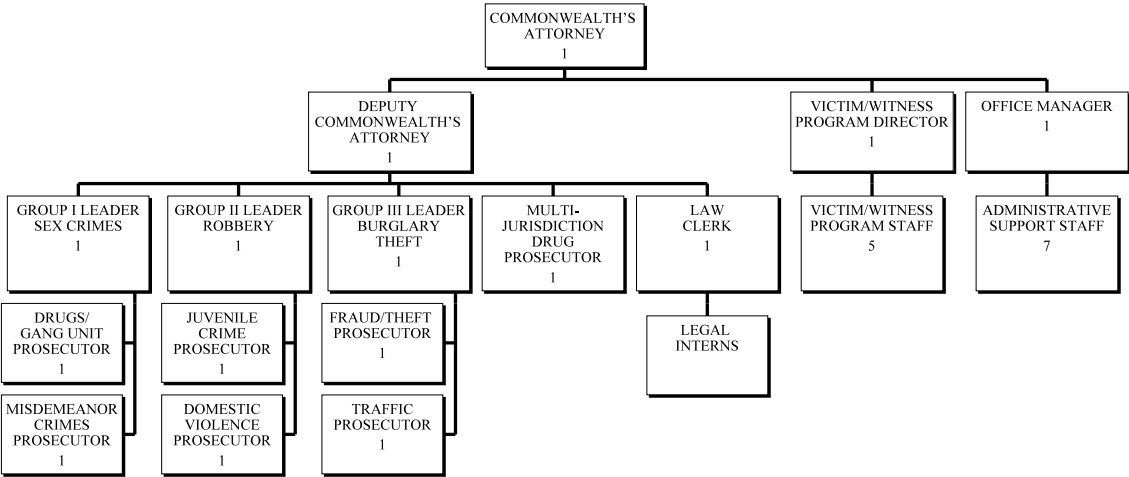 COMMONWEALTH'S
ATTORNEY
1
DEPUTY
COMMONWEALTH'S
ATTORNEY
1
VICTIM/WITNESS
PROGRAM DIRECTOR
1
OFFICE MANAGER
1
GROUP I LEADER
SEX CRIMES
1
GROUP II LEADER
ROBBERY
1
GROUP III LEADER
BURGLARY
THEFT
1
MULTI-
JURISDICTION
DRUG
PROSECUTOR
1
LAW
CLERK
1
VICTIM/WITNESS
PROGRAM STAFF
5
ADMINISTRATIVE
SUPPORT STAFF
7
DRUGS/
GANG UNIT
PROSECUTOR
1
JUVENILE
CRIME
PROSECUTOR
1
FRAUD/THEFT
PROSECUTOR
1
LEGAL
INTERNS
MISDEMEANOR
CRIMES
PROSECUTOR
1
DOMESTIC
VIOLENCE
PROSECUTOR
1
TRAFFIC
PROSECUTOR
1